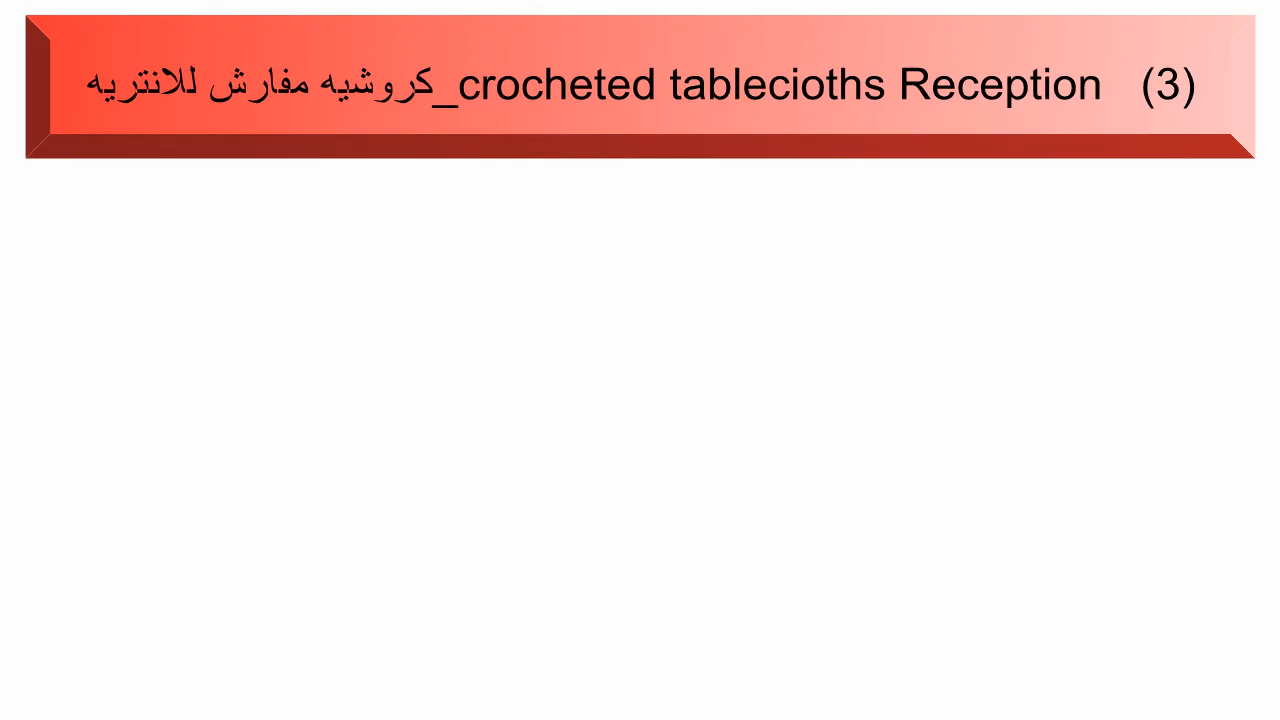 كروشيه مفارش للانتريه_crocheted tablecioths Reception (3)